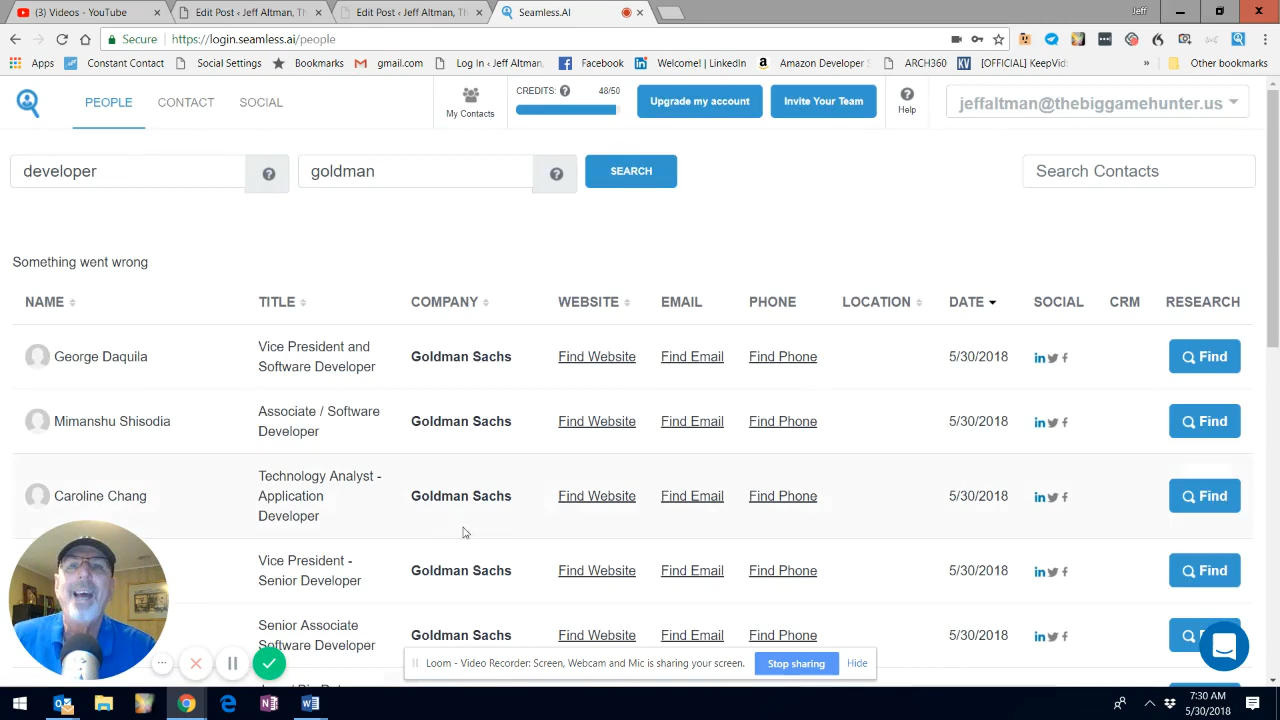 (3) Videos - YouTube
Edit Post ‹ Jeff Altman, Th
Edit Post ‹ Jeff Altman, Th
Seamless.AI
Jeff
Secure
https://login.seamless.ai/people
Apps
Constant Contact
Social Settings
Bookmarks
gmail.com
Log In ‹ Jeff Altman,
Facebook
Welcome! | LinkedIn
Amazon Developer S
ARCH360
[OFFICIAL] KeepVid:
»
Other bookmarks
PEOPLE
CONTACT
SOCIAL
My Contacts
CREDITS:
48/50
Upgrade my account
Invite Your Team
Help
jeffaltman@thebiggamehunter.us
developer
goldman
SEARCH
Search Contacts
Something went wrong
NAME TITLE COMPANY WEBSITE EMAIL PHONE LOCATION DATE SOCIAL CRM RESEARCH
George Daquila
Vice President and
Software Developer
Goldman Sachs
Find Website
Find Email
Find Phone
5/30/2018
Find
Mimanshu Shisodia
Associate / Software
Developer
Goldman Sachs
Find Website
Find Email
Find Phone
5/30/2018
Find
Caroline Chang
Technology Analyst -
Application
Developer
Goldman Sachs
Find Website
Find Email
Find Phone
5/30/2018
Find
Vice President -
Senior Developer
Goldman Sachs
Find Website
Find Email
Find Phone
5/30/2018
Find
Senior Associate
Software Developer
Goldman Sachs
Find Website
Find Email
Find Phone
5/30/2018
Loom - Video Recorder: Screen, Webcam and Mic is sharing your screen.
Stop sharing
Hide
7:30 AM
5/30/2018